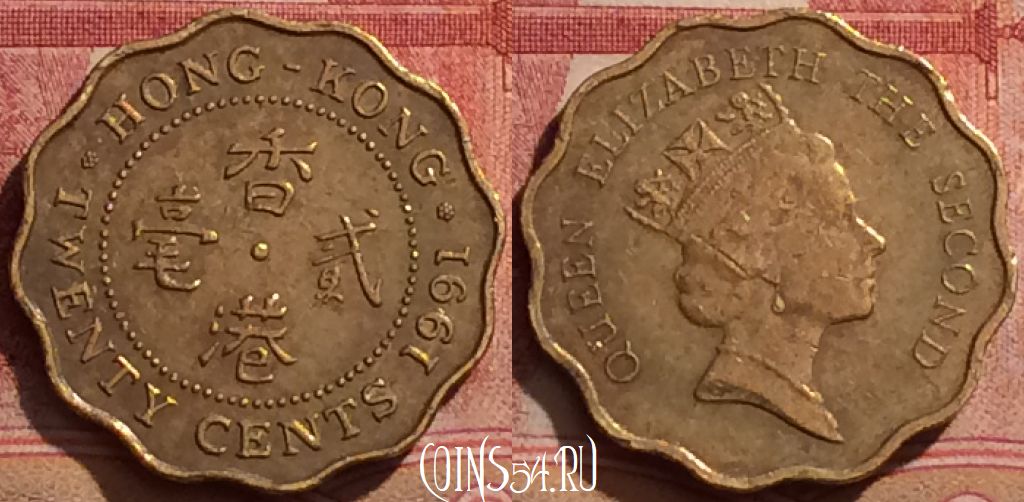 HONG-KONG
香
港
貳
毫
1991
TWENTY CENTS
QUEEN ELIZABETH THE SECOND
COINS54.RU